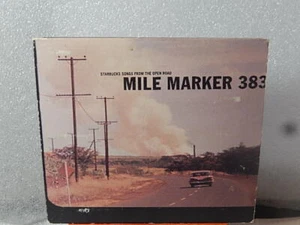 STARBUCKS SONGS FROM THE OPEN ROAD
MILE MARKER 383